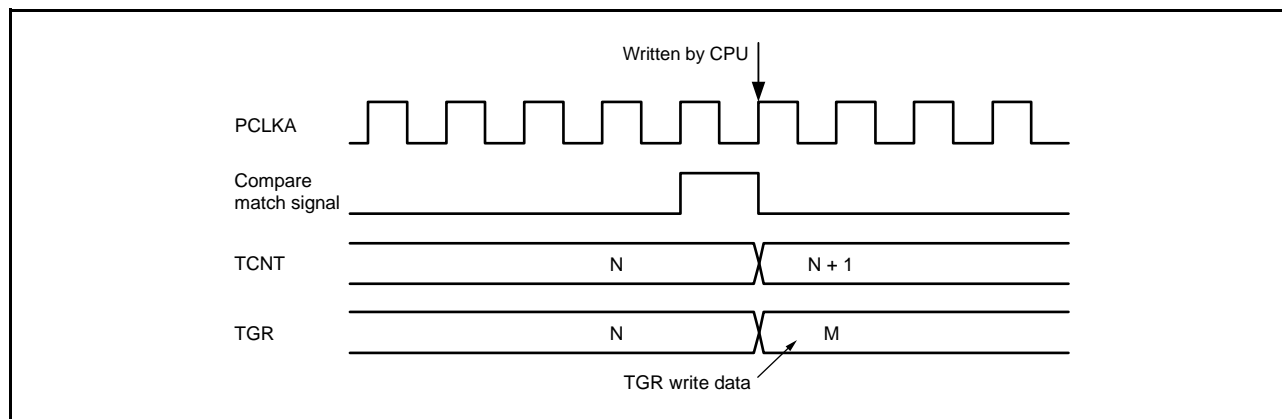 Written by CPU
PCLKA
Compare
match signal
TCNT
N
N + 1
TGR
N
M
TGR write data